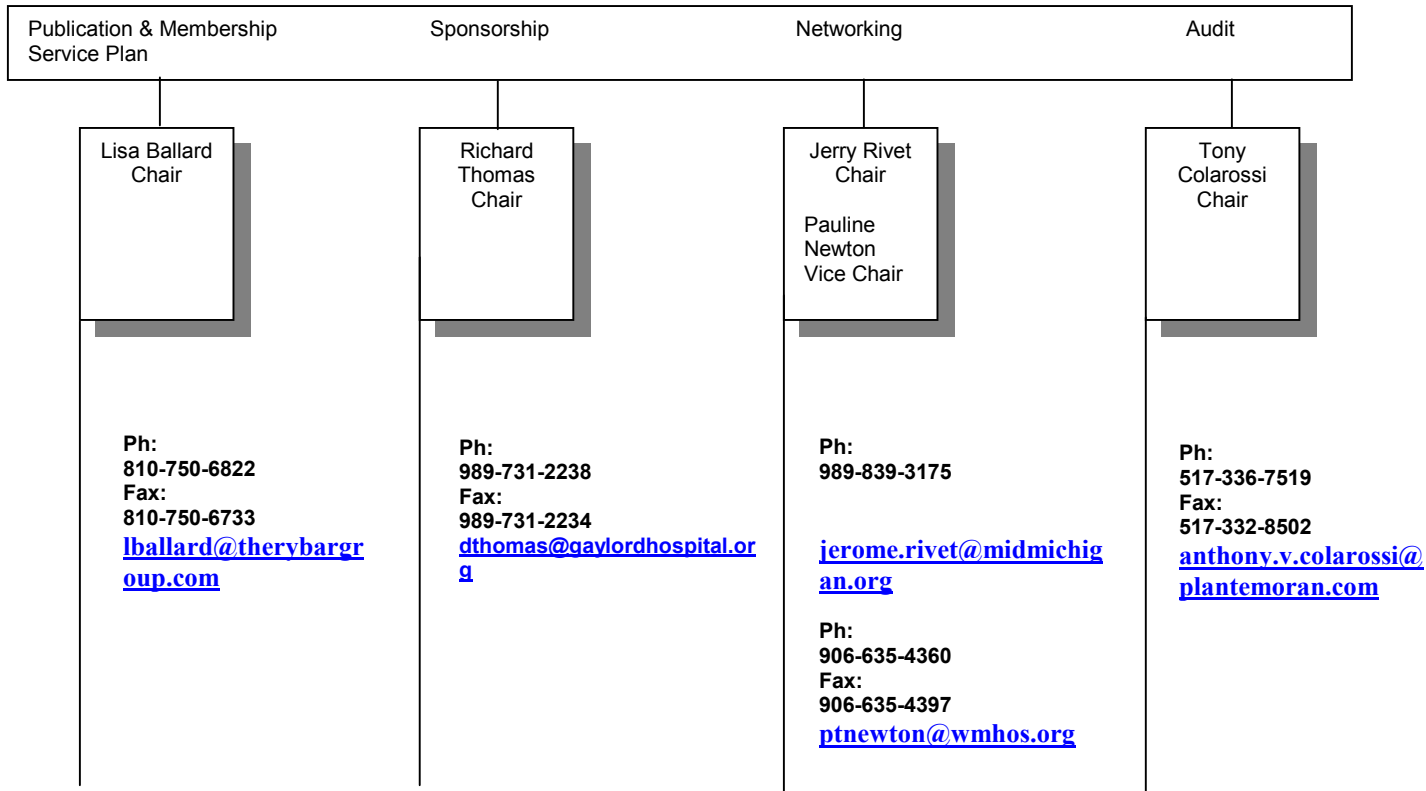 Publication & Membership
Service Plan
Sponsorship
Networking
Audit
Lisa Ballard
Chair
Richard
Thomas
Chair
Jerry Rivet
Chair
Pauline
Newton
Vice Chair
Tony
Colarossi
Chair
Ph:
810-750-6822
Fax:
810-750-6733
lballard@therybargr
oup.com
Ph:
989-731-2238
Fax:
989-731-2234
dthomas@gaylordhospital.or
g
Ph:
989-839-3175
jerome.rivet@midmichig
an.org
Ph:
906-635-4360
Fax:
906-635-4397
ptnewton@wmhos.org
Ph:
517-336-7519
Fax:
517-332-8502
anthony.v.colarossi@
plantemoran.com